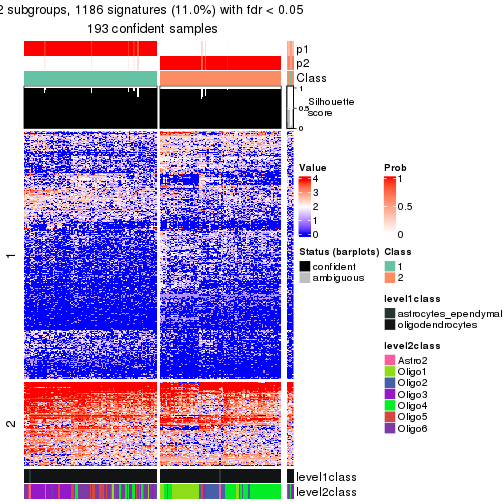 2 subgroups, 1186 signatures (11.0%) with fdr < 0.05
193 confident samples
p1
p2
Class
1
0.5
0
Silhouette
score
1
2
level1class
level2class
Value
4
3
2
1
0
Prob
1
0.5
0
Status (barplots)
confident
ambiguous
Class
1
2
level1class
astrocytes_ependymal
oligodendrocytes
level2class
Astro2
Oligo1
Oligo2
Oligo3
Oligo4
Oligo5
Oligo6